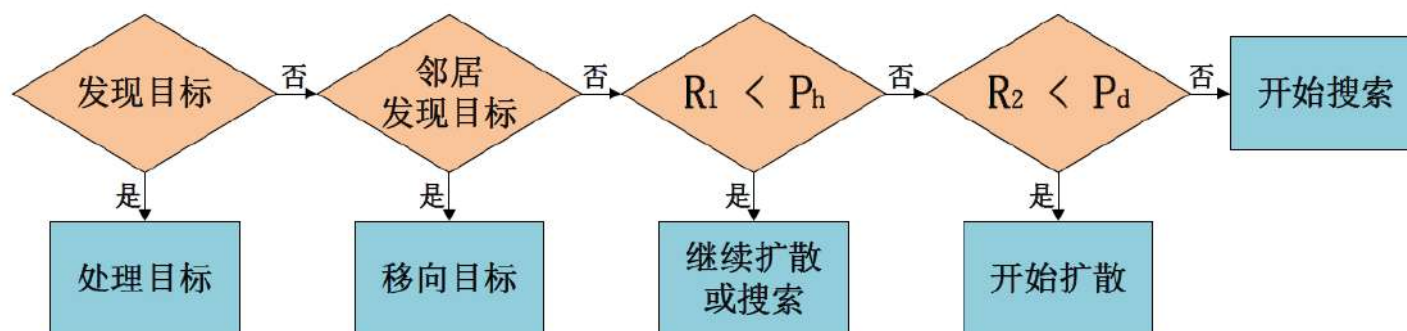 发现目标
否
邻居
发现目标
否
R₁ < Pₕ
否
R₂ < P_d
否
开始搜索
是
是
是
是
处理目标
移向目标
继续扩散
或搜索
开始扩散